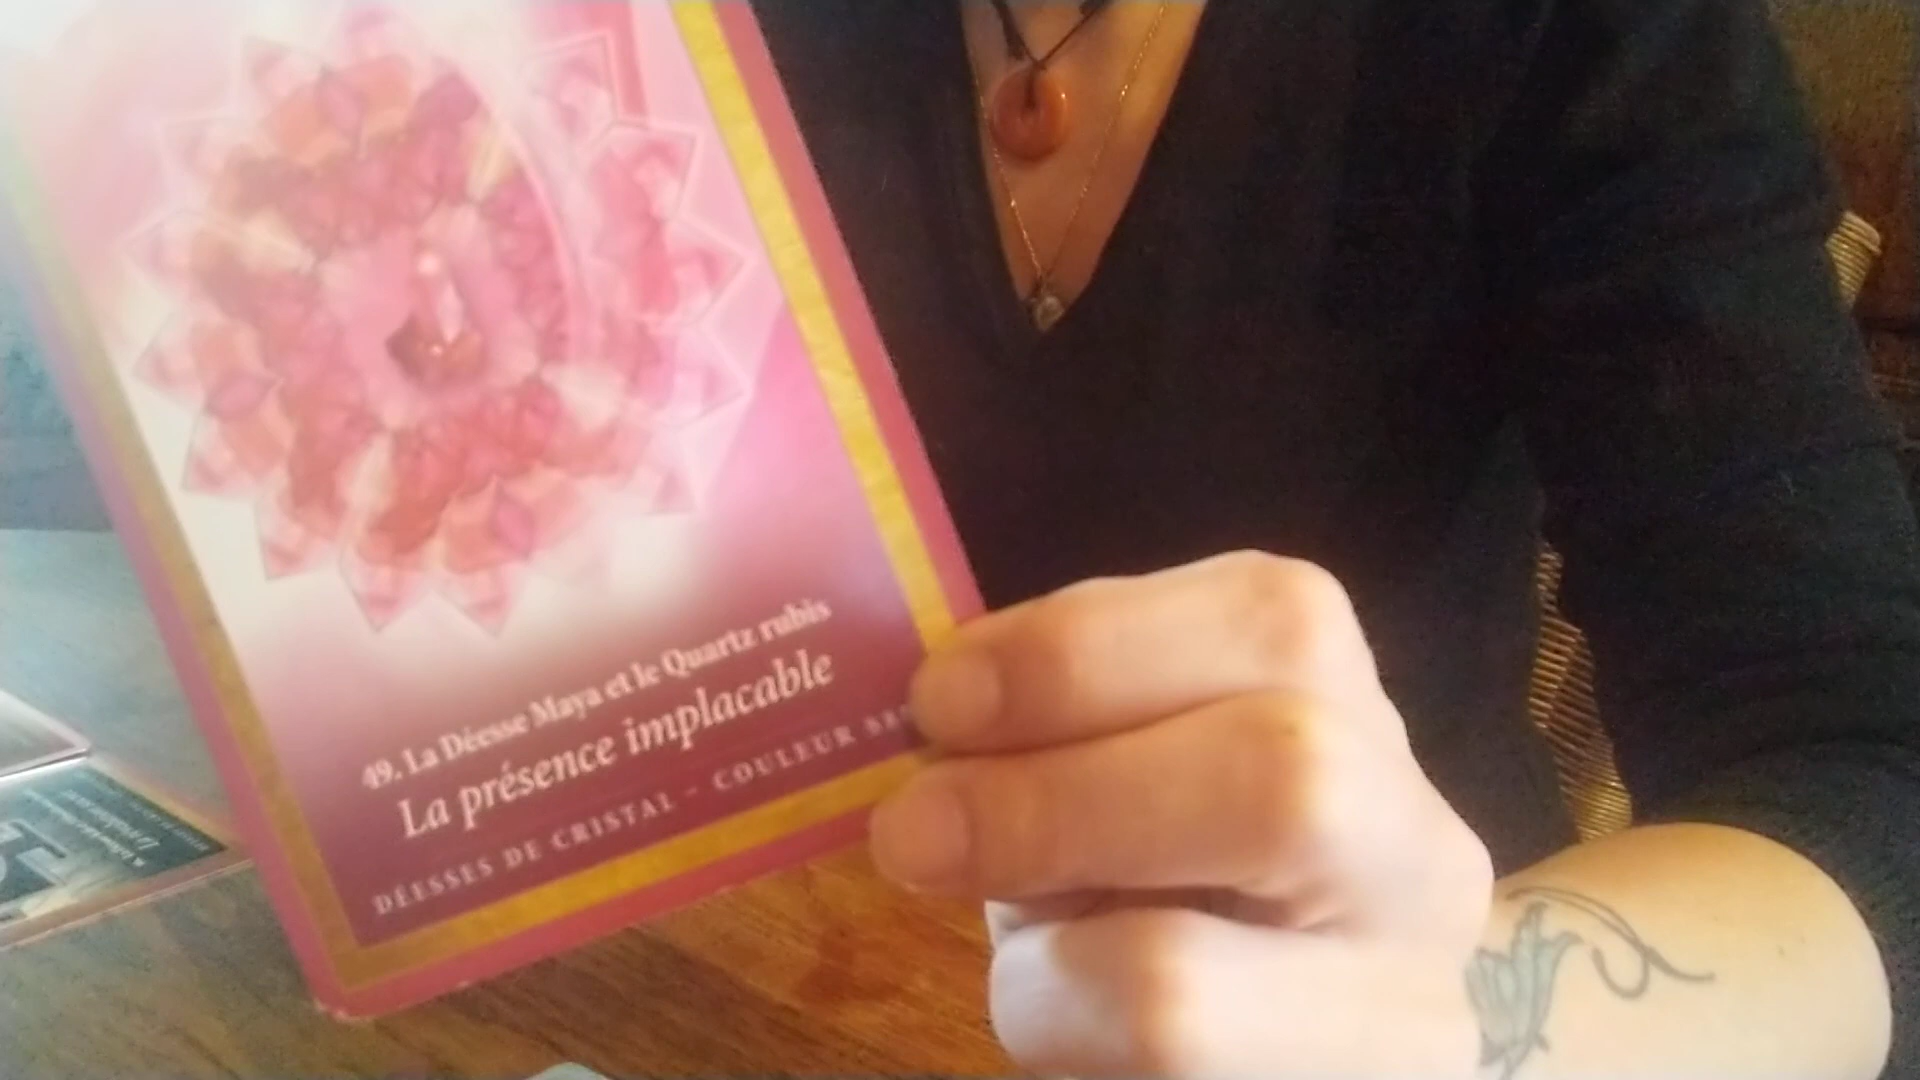 49. La Déesse Maya et le Quartz rubis
La présence implacable
DÉESSES DE CRISTAL - COULEUR